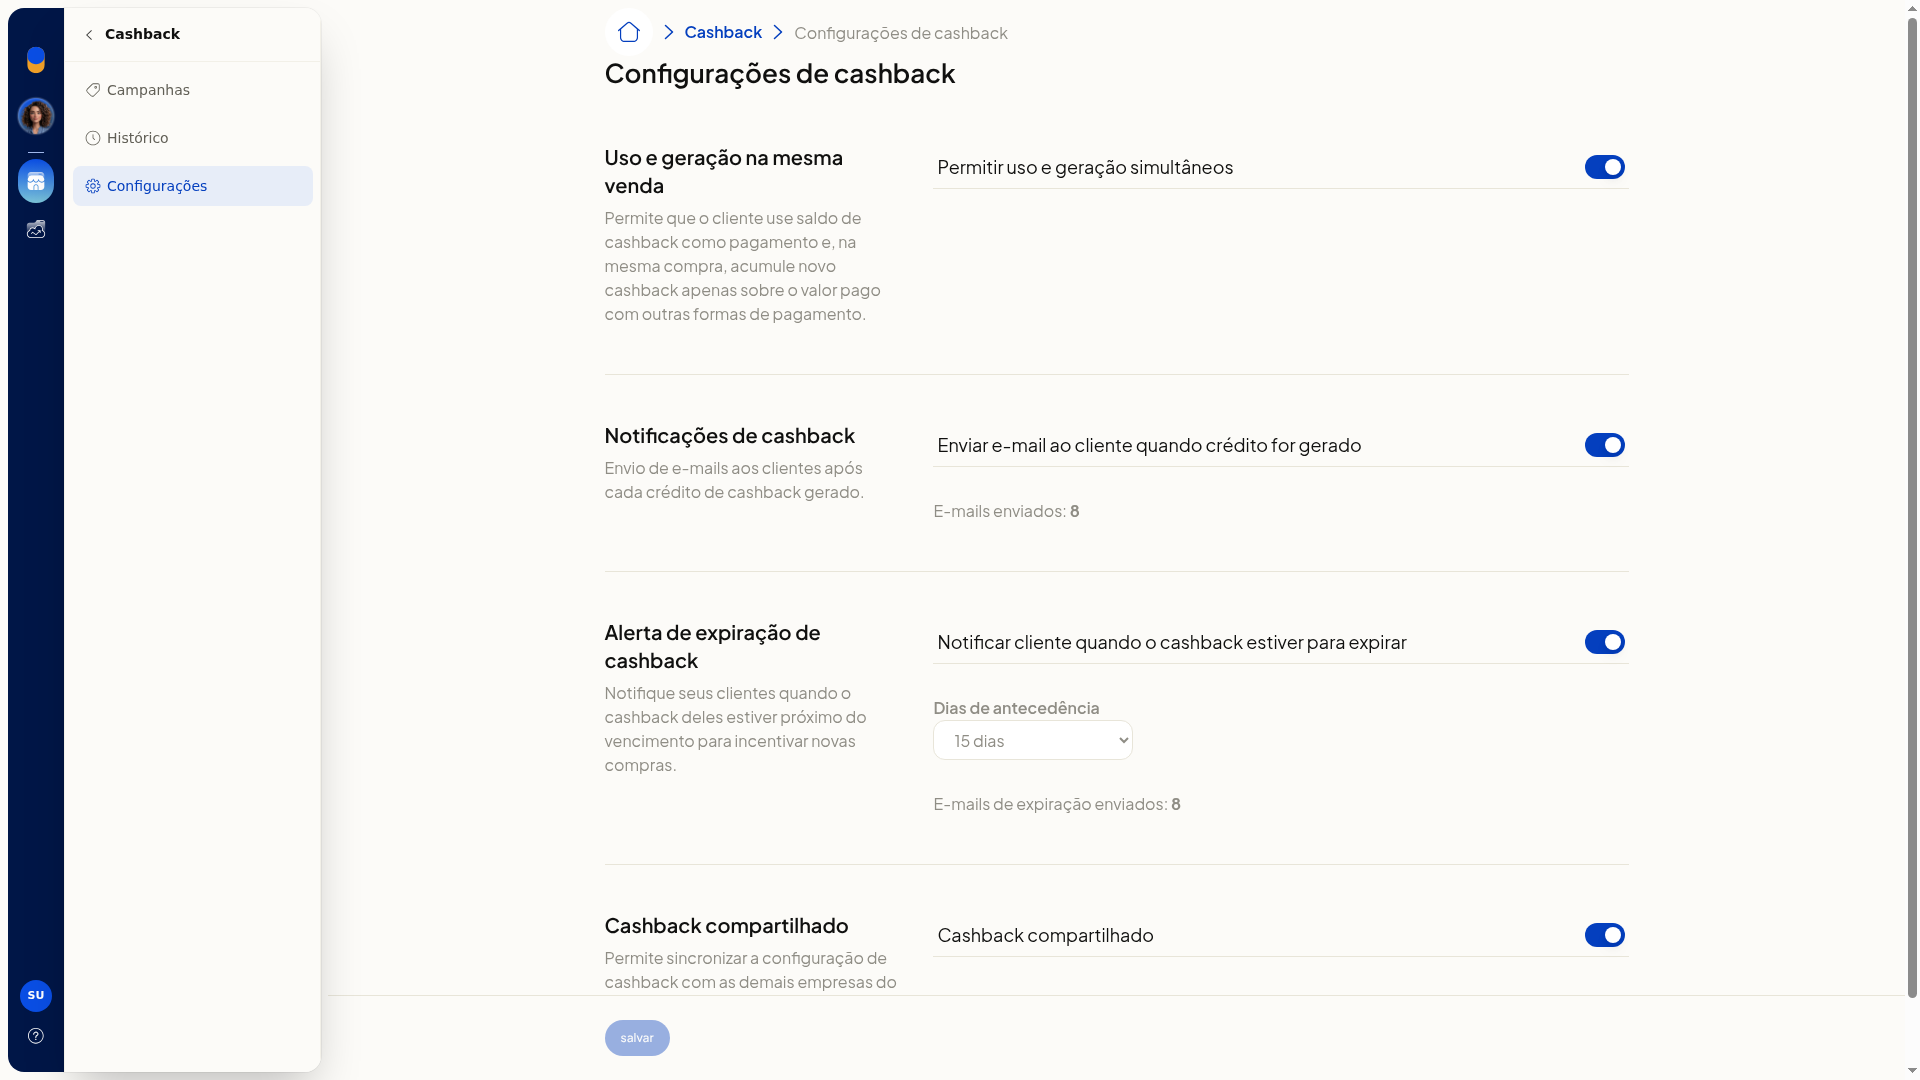 Cashback
Campanhas
Histórico
Configurações
SU
Cashback
Configurações de cashback
Configurações de cashback
Uso e geração na mesma
venda
Permite que o cliente use saldo de
cashback como pagamento e, na
mesma compra, acumule novo
cashback apenas sobre o valor pago
com outras formas de pagamento.
Permitir uso e geração simultâneos
Notificações de cashback
Envio de e-mails aos clientes após
cada crédito de cashback gerado.
Enviar e-mail ao cliente quando crédito for gerado
E-mails enviados: 8
Alerta de expiração de
cashback
Notifique seus clientes quando o
cashback deles estiver próximo do
vencimento para incentivar novas
compras.
Notificar cliente quando o cashback estiver para expirar
Dias de antecedência
15 dias
E-mails de expiração enviados: 8
Cashback compartilhado
Permite sincronizar a configuração de
cashback com as demais empresas do
Cashback compartilhado
salvar